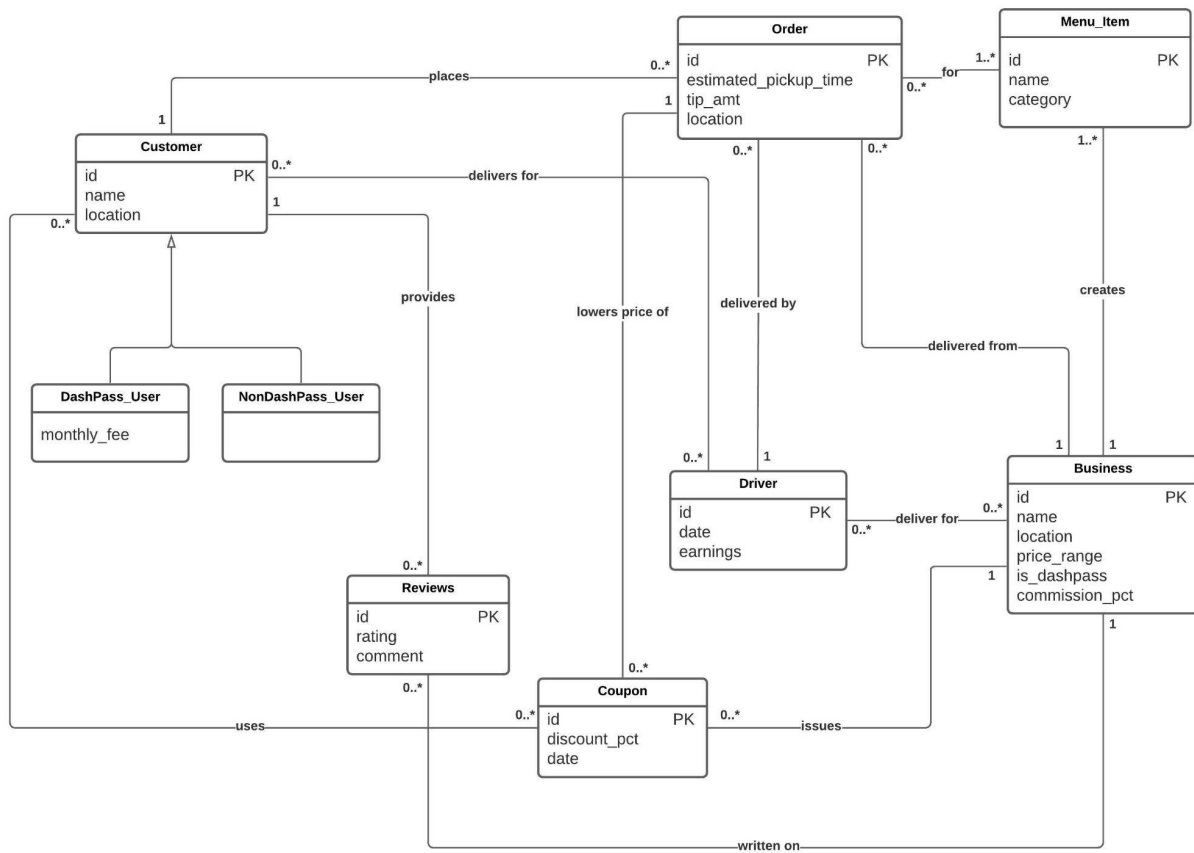 Order
id PK
estimated_pickup_time
tip_amt
location
Menu_Item
id PK
name
category
places
0..*
1
0..*
for
1..*
1
Customer
id PK
name
location
0..*
delivers for
0..*
0..*
1..*
0..*
1
provides
lowers price of
delivered by
creates
delivered from
DashPass_User
monthly_fee
NonDashPass_User
0..*
1
1
1
Driver
id PK
date
earnings
0..*
deliver for
0..*
Business
id PK
name
location
price_range
is_dashpass
commission_pct
1
1
0..*
Reviews
id PK
rating
comment
0..*
0..*
Coupon
id PK
discount_pct
date
uses
0..*
0..*
issues
written on